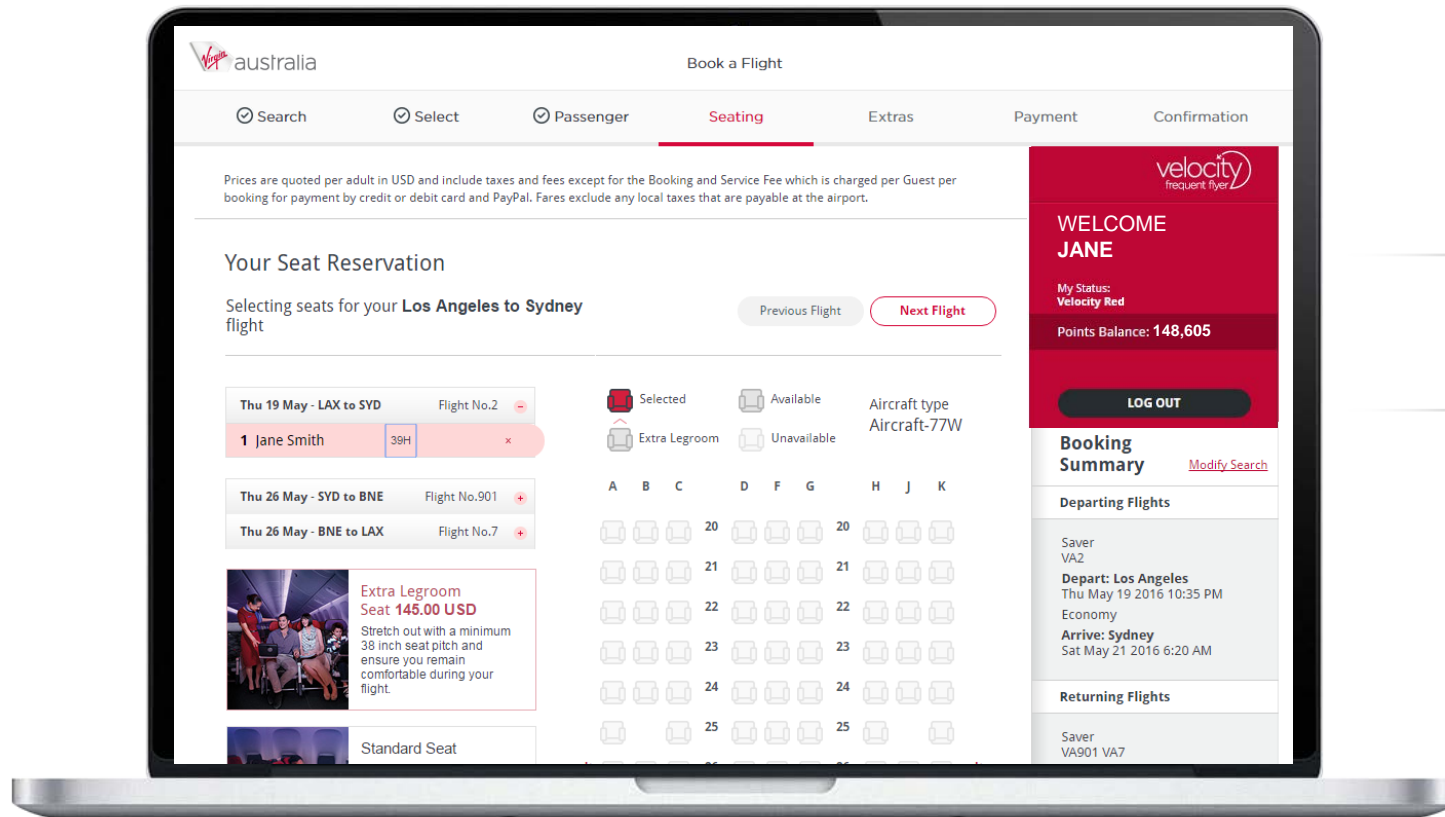 Virgin australia
Book a Flight
Search Select Passenger Seating Extras Payment Confirmation
Prices are quoted per adult in USD and include taxes and fees except for the Booking and Service Fee which is charged per Guest per
booking for payment by credit or debit card and PayPal. Fares exclude any local taxes that are payable at the airport.
Your Seat Reservation
Selecting seats for your Los Angeles to Sydney
flight
Previous Flight Next Flight
Thu 19 May - LAX to SYD Flight No.2 −
1 Jane Smith 39H ×
Thu 26 May - SYD to BNE Flight No.901 +
Thu 26 May - BNE to LAX Flight No.7 +
Extra Legroom
Seat 145.00 USD
Stretch out with a minimum
38 inch seat pitch and
ensure you remain
comfortable during your
flight.
Standard Seat
Selected Available
Extra Legroom Unavailable
Aircraft type
Aircraft-77W
A B C D F G H J K
20 20
21 21
22 22
23 23
24 24
25 25
velocity
frequent flyer
WELCOME
JANE
My Status:
Velocity Red
Points Balance: 148,605
LOG OUT
Booking
Summary Modify Search
Departing Flights
Saver
VA2
Depart: Los Angeles
Thu May 19 2016 10:35 PM
Economy
Arrive: Sydney
Sat May 21 2016 6:20 AM
Returning Flights
Saver
VA901 VA7